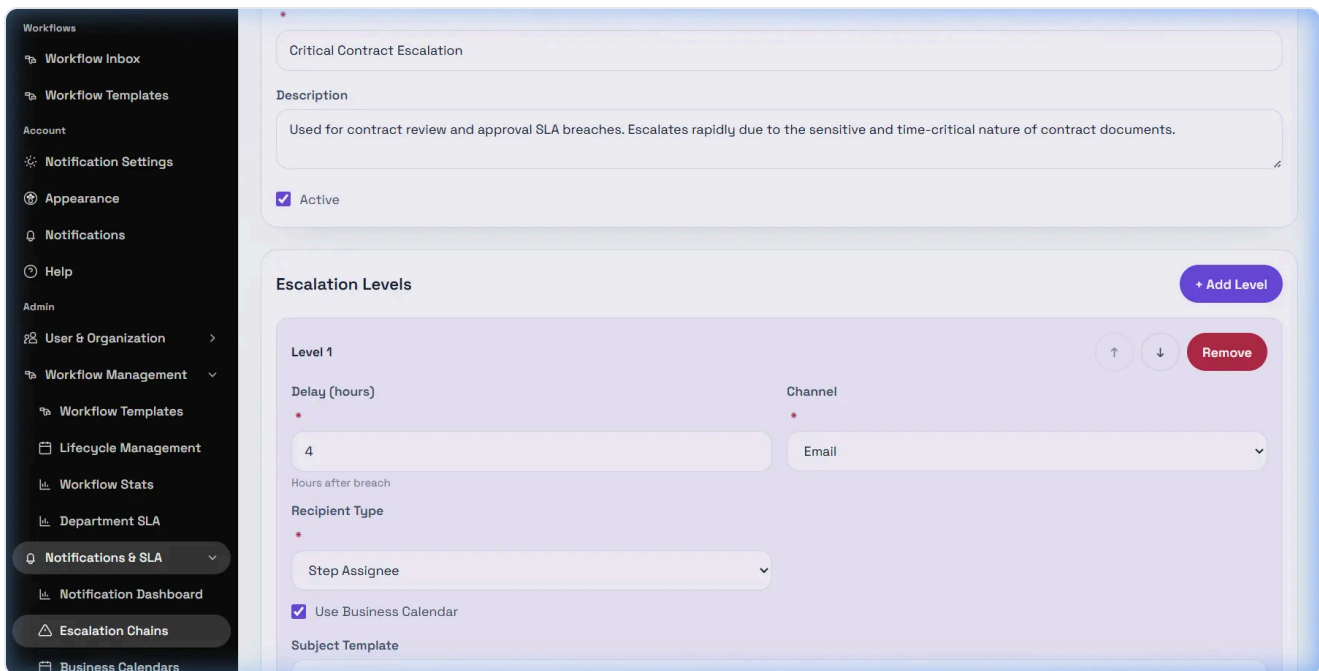 Workflows
Workflow Inbox
Workflow Templates
Account
Notification Settings
Appearance
Notifications
Help
Admin
User & Organization
Workflow Management
Workflow Templates
Lifecycle Management
Workflow Stats
Department SLA
Notifications & SLA
Notification Dashboard
Escalation Chains
Business Calendars
*
Critical Contract Escalation
Description
Used for contract review and approval SLA breaches. Escalates rapidly due to the sensitive and time-critical nature of contract documents.
Active
Escalation Levels
+ Add Level
Level 1
↑ ↓ Remove
Delay (hours)
*
4
Hours after breach
Channel
*
Email
Recipient Type
*
Step Assignee
Use Business Calendar
Subject Template